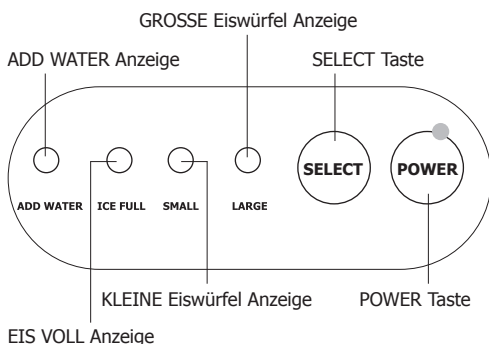 GROSSE Eiswürfel Anzeige
ADD WATER Anzeige
SELECT Taste
SELECT
POWER
ADD WATER
ICE FULL
SMALL
LARGE
KLEINE Eiswürfel Anzeige
POWER Taste
EIS VOLL Anzeige